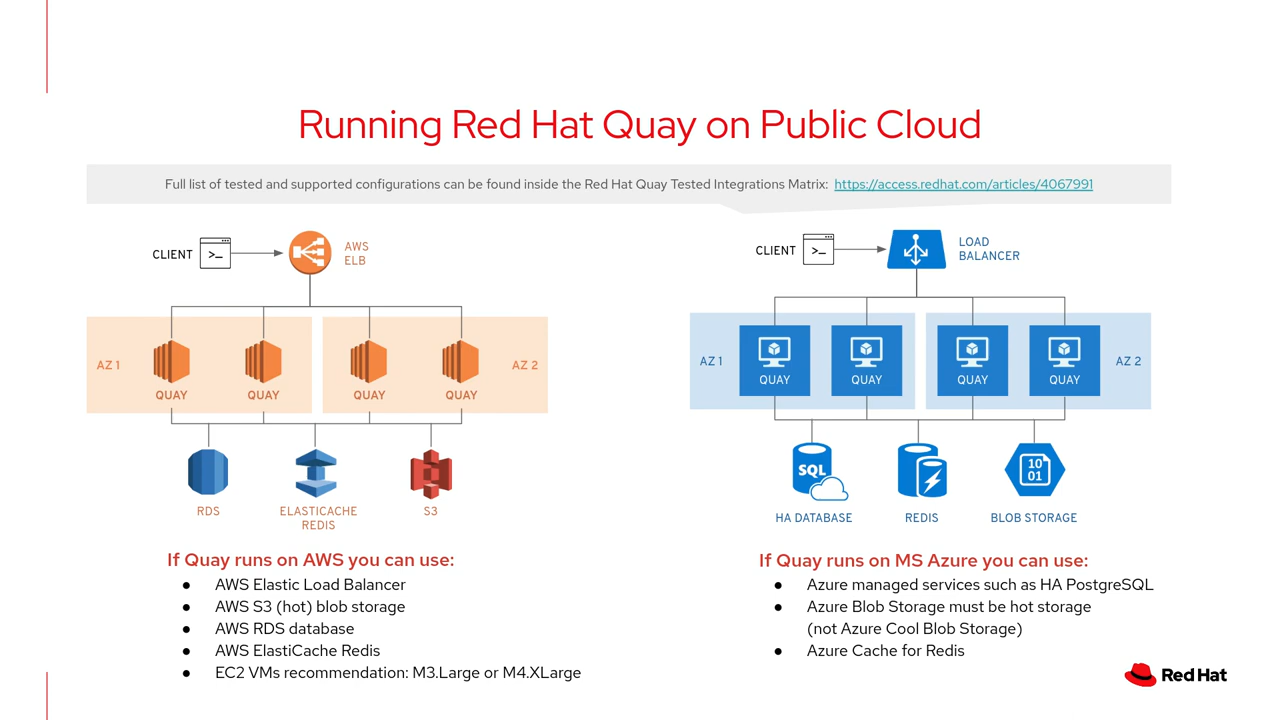 Running Red Hat Quay on Public Cloud
Full list of tested and supported configurations can be found inside the Red Hat Quay Tested Integrations Matrix: https://access.redhat.com/articles/4067991
CLIENT >_ AWS
ELB
AZ 1 AZ 2
QUAY QUAY QUAY QUAY
RDS ELASTICACHE S3
REDIS
If Quay runs on AWS you can use:
● AWS Elastic Load Balancer
● AWS S3 (hot) blob storage
● AWS RDS database
● AWS ElastiCache Redis
● EC2 VMs recommendation: M3.Large or M4.XLarge
CLIENT >_ LOAD
BALANCER
AZ 1 AZ 2
QUAY QUAY QUAY QUAY
SQL 10
01
HA DATABASE REDIS BLOB STORAGE
If Quay runs on MS Azure you can use:
● Azure managed services such as HA PostgreSQL
● Azure Blob Storage must be hot storage
(not Azure Cool Blob Storage)
● Azure Cache for Redis
Red Hat